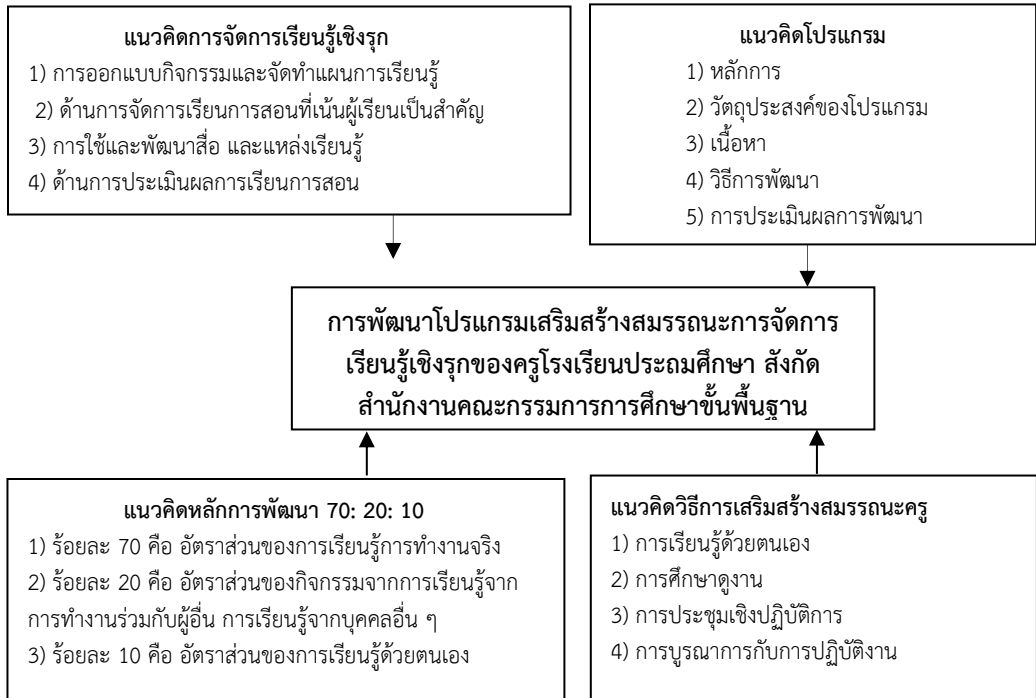 แนวคิดการจัดการเรียนรู้เชิงรุก
1) การออกแบบกิจกรรมและจัดทำแผนการเรียนรู้
2) ด้านการจัดการเรียนการสอนที่เน้นผู้เรียนเป็นสำคัญ
3) การใช้และพัฒนาสื่อ และแหล่งเรียนรู้
4) ด้านการประเมินผลการเรียนการสอน
แนวคิดโปรแกรม
1) หลักการ
2) วัตถุประสงค์ของโปรแกรม
3) เนื้อหา
4) วิธีการพัฒนา
5) การประเมินผลการพัฒนา
การพัฒนาโปรแกรมเสริมสร้างสมรรถนะการจัดการ
เรียนรู้เชิงรุกของครูโรงเรียนประถมศึกษา สังกัด
สำนักงานคณะกรรมการการศึกษาขั้นพื้นฐาน
แนวคิดหลักการพัฒนา 70: 20: 10
1) ร้อยละ 70 คือ อัตราส่วนของการเรียนรู้การทำงานจริง
2) ร้อยละ 20 คือ อัตราส่วนของกิจกรรมจากการเรียนรู้จาก
การทำงานร่วมกับผู้อื่น การเรียนรู้จากบุคคลอื่น ๆ
3) ร้อยละ 10 คือ อัตราส่วนของการเรียนรู้ด้วยตนเอง
แนวคิดวิธีการเสริมสร้างสมรรถนะครู
1) การเรียนรู้ด้วยตนเอง
2) การศึกษาดูงาน
3) การประชุมเชิงปฏิบัติการ
4) การบูรณาการกับการปฏิบัติงาน